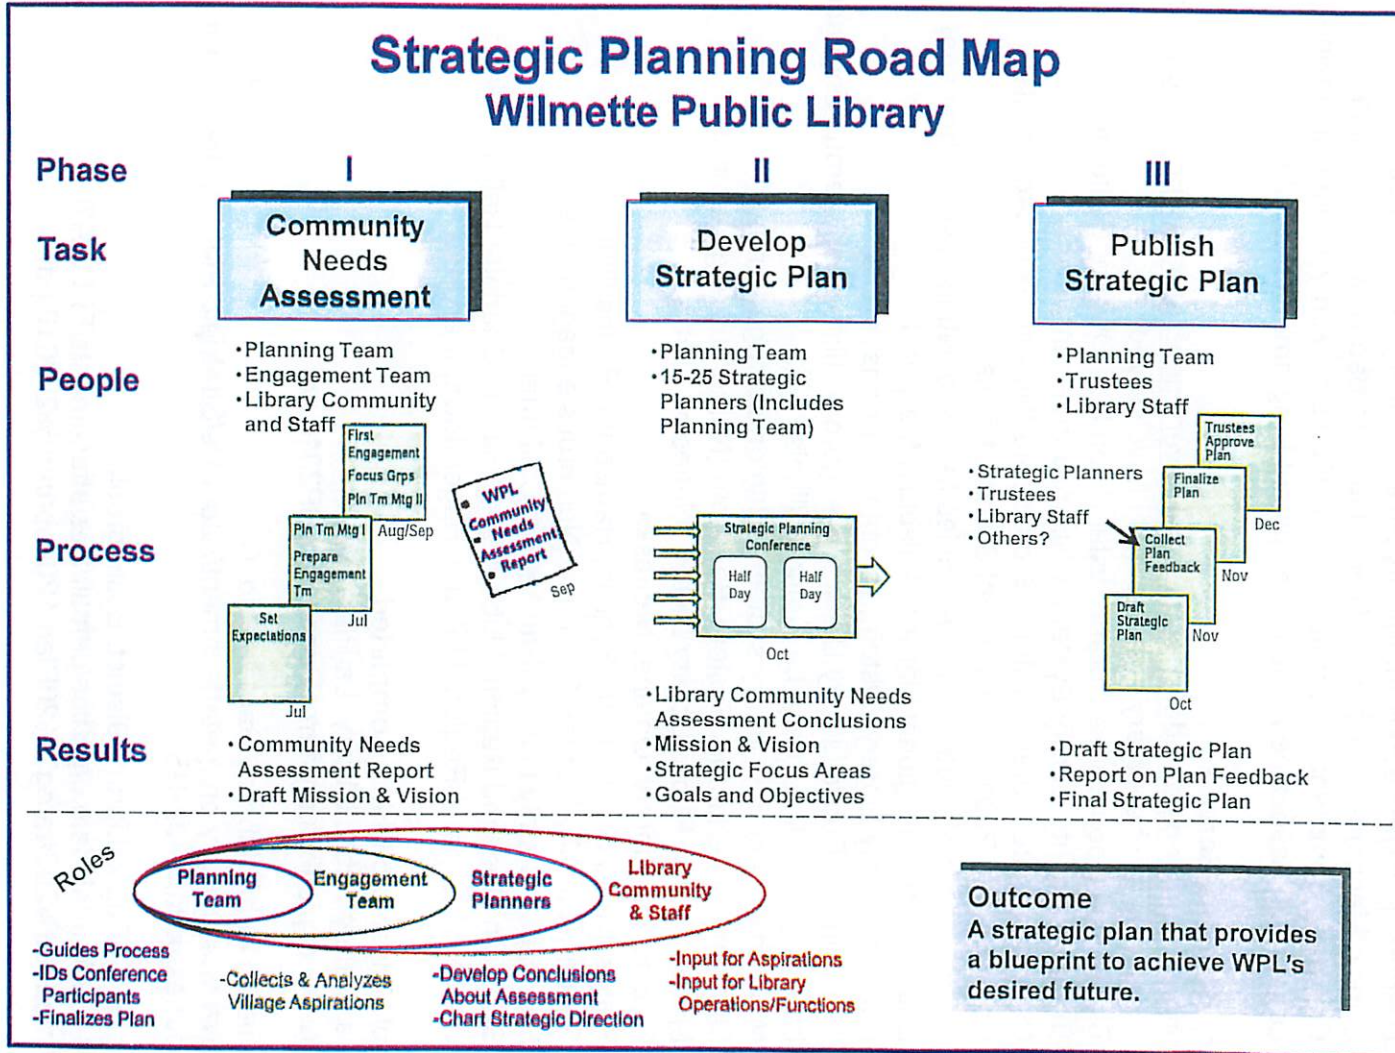 Strategic Planning Road Map
Wilmette Public Library
Phase
I
II
III
Task
Community
Needs
Assessment
Develop
Strategic Plan
Publish
Strategic Plan
People
•Planning Team
•Engagement Team
•Library Community
and Staff
•Planning Team
•15-25 Strategic
Planners (Includes
Planning Team)
•Planning Team
•Trustees
•Library Staff
Process
Set
Expectations
Jul
Pln Tm Mtg I
Prepare
Engagement
Tm
Jul
First
Engagement
Focus Grps
Pln Tm Mtg II
Aug/Sep
WPL
Community
Needs
Assessment
Report
Sep
Strategic Planning
Conference
Half
Day
Half
Day
Oct
•Strategic Planners
•Trustees
•Library Staff
•Others?
Draft
Strategic
Plan
Oct
Collect
Plan
Feedback
Nov
Finalize
Plan
Nov
Trustees
Approve
Plan
Dec
Results
•Community Needs
Assessment Report
•Draft Mission & Vision
•Library Community Needs
Assessment Conclusions
•Mission & Vision
•Strategic Focus Areas
•Goals and Objectives
•Draft Strategic Plan
•Report on Plan Feedback
•Final Strategic Plan
Roles
Planning
Team
Engagement
Team
Strategic
Planners
Library
Community
& Staff
-Guides Process
-IDs Conference
Participants
-Finalizes Plan
-Collects & Analyzes
Village Aspirations
-Develop Conclusions
About Assessment
-Chart Strategic Direction
-Input for Aspirations
-Input for Library
Operations/Functions
Outcome
A strategic plan that provides
a blueprint to achieve WPL's
desired future.